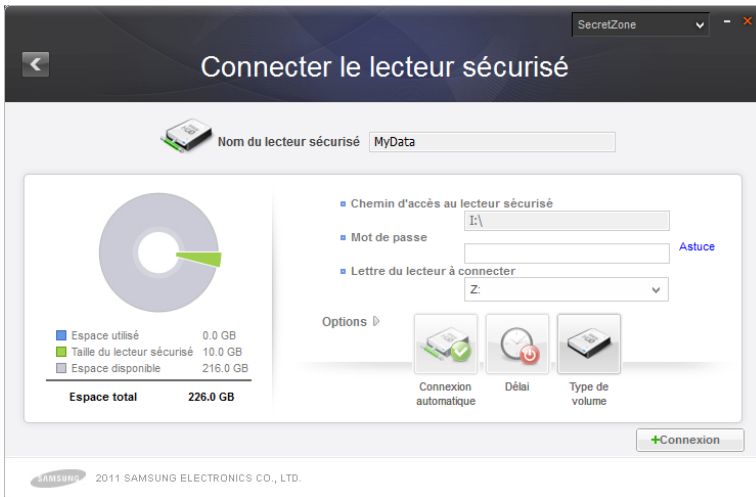 SecretZone
Connecter le lecteur sécurisé
Nom du lecteur sécurisé MyData
Chemin d'accès au lecteur sécurisé
I:\
Mot de passe
Astuce
Lettre du lecteur à connecter
Z:
Espace utilisé 0.0 GB
Taille du lecteur sécurisé 10.0 GB
Espace disponible 216.0 GB
Espace total 226.0 GB
Options
Connexion automatique
Délai
Type de volume
+Connexion
SAMSUNG 2011 SAMSUNG ELECTRONICS CO., LTD.